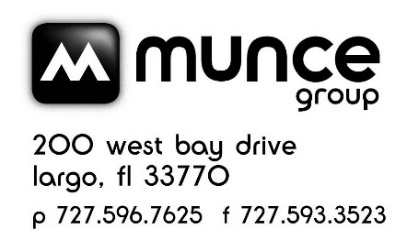 munce
group
200 west bay drive
largo, fl 33770
p 727.596.7625 f 727.593.3523